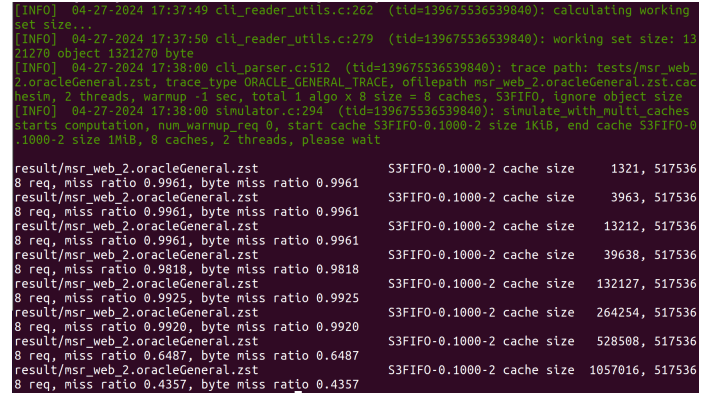 [INFO]  04-27-2024 17:37:49 cli_reader_utils.c:262  (tid=139675536539840): calculating working
set size...
[INFO]  04-27-2024 17:37:50 cli_reader_utils.c:279  (tid=139675536539840): working set size: 13
21270 object 1321270 byte
[INFO]  04-27-2024 17:38:00 cli_parser.c:512  (tid=139675536539840): trace path: tests/msr_web_
2.oracleGeneral.zst, trace_type ORACLE_GENERAL_TRACE, ofilepath msr_web_2.oracleGeneral.zst.cac
hesim, 2 threads, warmup -1 sec, total 1 algo x 8 size = 8 caches, S3FIFO, ignore object size
[INFO]  04-27-2024 17:38:00 simulator.c:294  (tid=139675536539840): simulate_with_multi_caches
starts computation, num_warmup_req 0, start cache S3FIFO-0.1000-2 size 1KiB, end cache S3FIFO-0
.1000-2 size 1MiB, 8 caches, 2 threads, please wait
result/msr_web_2.oracleGeneral.zst S3FIFO-0.1000-2 cache size 1321, 517536
8 req, miss ratio 0.9961, byte miss ratio 0.9961
result/msr_web_2.oracleGeneral.zst S3FIFO-0.1000-2 cache size 3963, 517536
8 req, miss ratio 0.9961, byte miss ratio 0.9961
result/msr_web_2.oracleGeneral.zst S3FIFO-0.1000-2 cache size 13212, 517536
8 req, miss ratio 0.9961, byte miss ratio 0.9961
result/msr_web_2.oracleGeneral.zst S3FIFO-0.1000-2 cache size 39638, 517536
8 req, miss ratio 0.9818, byte miss ratio 0.9818
result/msr_web_2.oracleGeneral.zst S3FIFO-0.1000-2 cache size 132127, 517536
8 req, miss ratio 0.9925, byte miss ratio 0.9925
result/msr_web_2.oracleGeneral.zst S3FIFO-0.1000-2 cache size 264254, 517536
8 req, miss ratio 0.9920, byte miss ratio 0.9920
result/msr_web_2.oracleGeneral.zst S3FIFO-0.1000-2 cache size 528508, 517536
8 req, miss ratio 0.6487, byte miss ratio 0.6487
result/msr_web_2.oracleGeneral.zst S3FIFO-0.1000-2 cache size 1057016, 517536
8 req, miss ratio 0.4357, byte miss ratio 0.4357